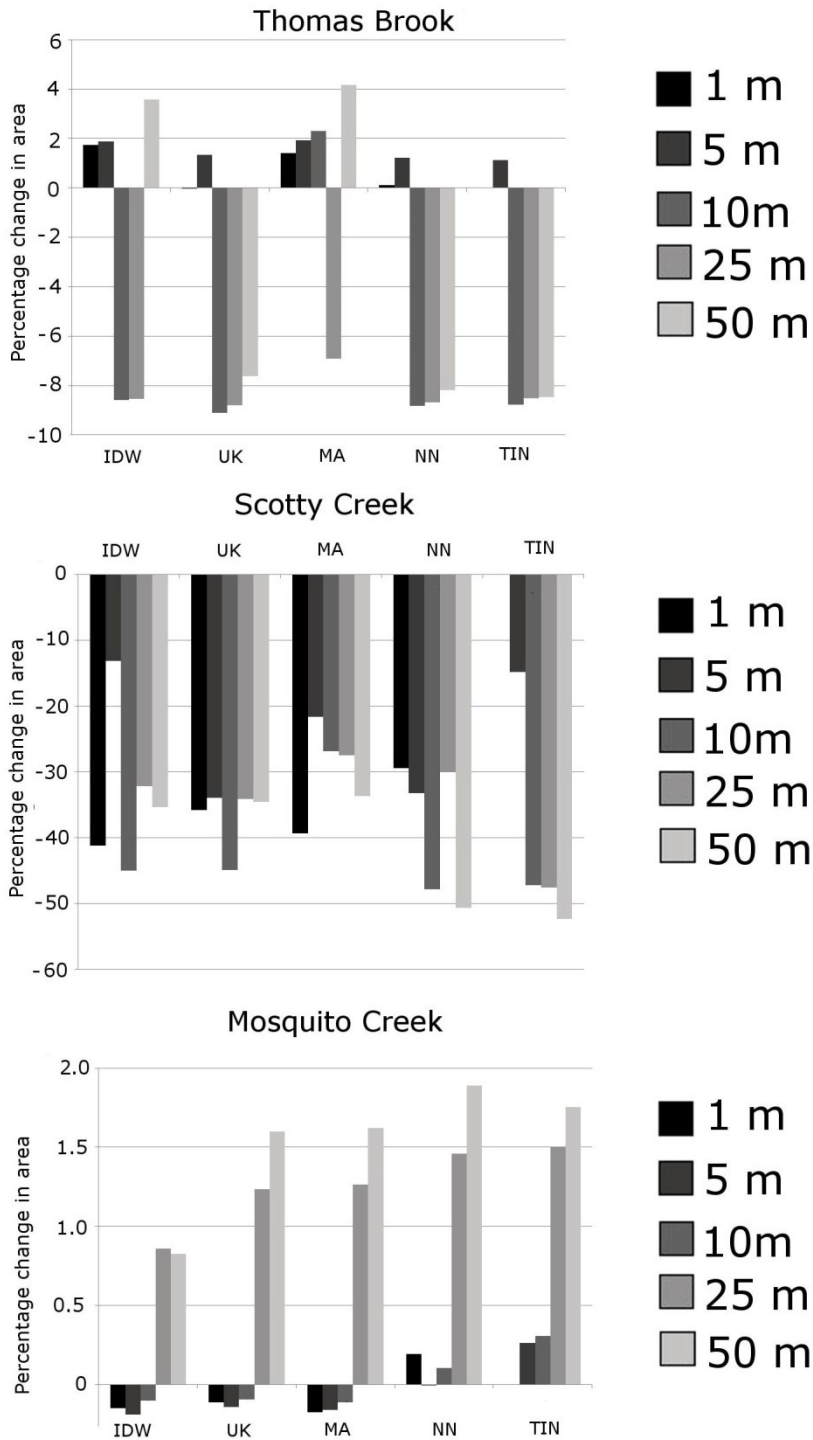 Thomas Brook
Percentage change in area
6
4
2
0
-2
-4
-6
-8
-10
IDW UK MA NN TIN
1 m
5 m
10m
25 m
50 m
Scotty Creek
Percentage change in area
IDW UK MA NN TIN
0
-10
-20
-30
-40
-50
-60
1 m
5 m
10m
25 m
50 m
Mosquito Creek
Percentage change in area
2.0
1.5
1.0
0.5
0
IDW UK MA NN TIN
1 m
5 m
10m
25 m
50 m